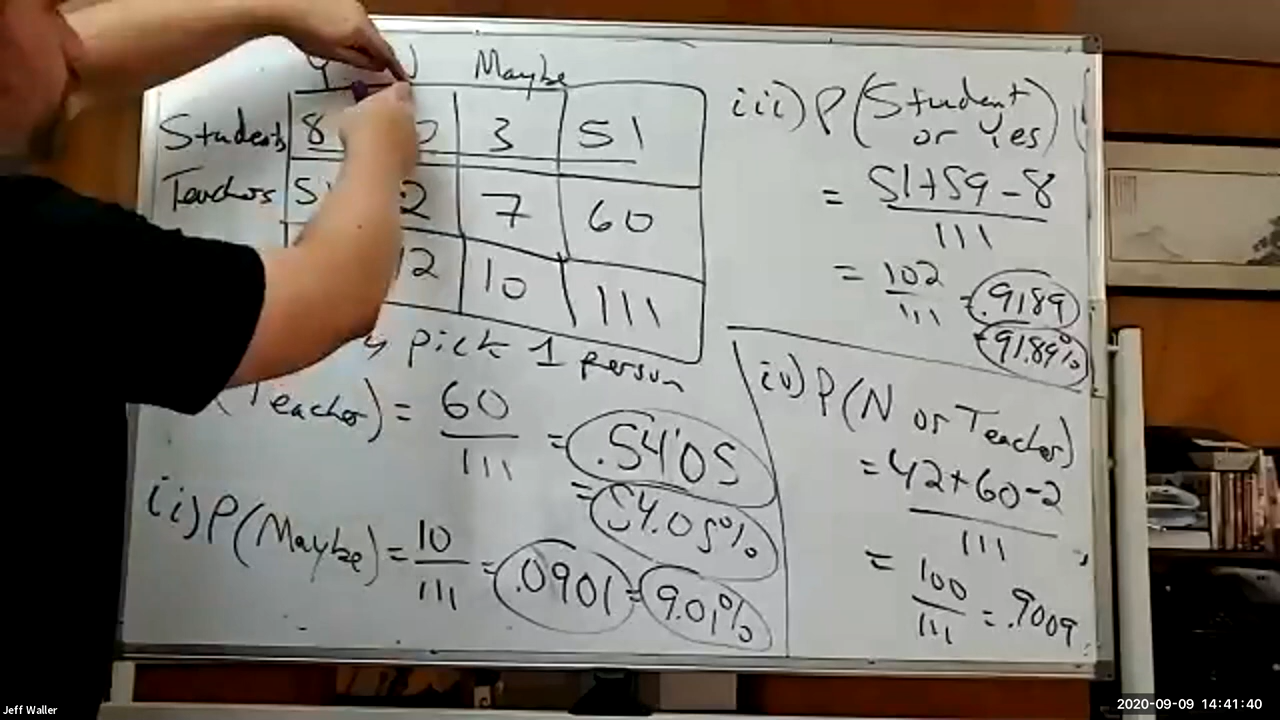 Maybe
Students 8 3 51
Teachers 5 2 7 60
12 10 111
pick 1 person
Teacher) = 60/111 = .5405
= 54.05%
ii) P(Maybe) = 10/111 = .0901 = 9.01%
iii) P(Student
or Yes)
= 51+59-8
111
= 102/111 = .9189
= 91.89%
iv) P(N or Teacher)
= 42+60-2
111
= 100/111 = .9009
Jeff Waller
2020-09-09 14:41:40